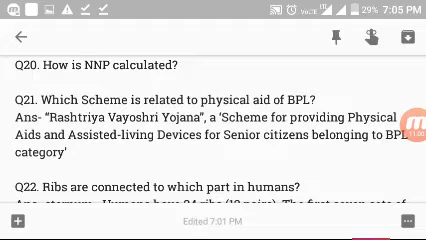 VoLTE 29% 7:05 PM
Q20. How is NNP calculated?
Q21. Which Scheme is related to physical aid of BPL?
Ans- “Rashtriya Vayoshri Yojana”, a ‘Scheme for providing Physical
Aids and Assisted-living Devices for Senior citizens belonging to BPL
category’
Q22. Ribs are connected to which part in humans?
Edited 7:01 PM